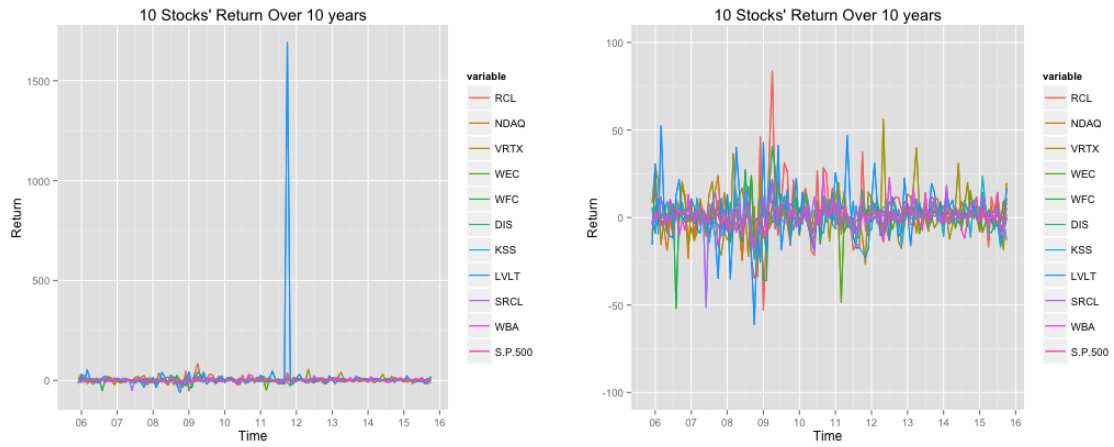 10 Stocks' Return Over 10 years
Return
1500
1000
500
0
06 07 08 09 10 11 12 13 14 15 16
Time
variable
RCL
NDAQ
VRTX
WEC
WFC
DIS
KSS
LVLT
SRCL
WBA
S.P.500
10 Stocks' Return Over 10 years
Return
100
50
0
-50
-100
06 07 08 09 10 11 12 13 14 15 16
Time
variable
RCL
NDAQ
VRTX
WEC
WFC
DIS
KSS
LVLT
SRCL
WBA
S.P.500